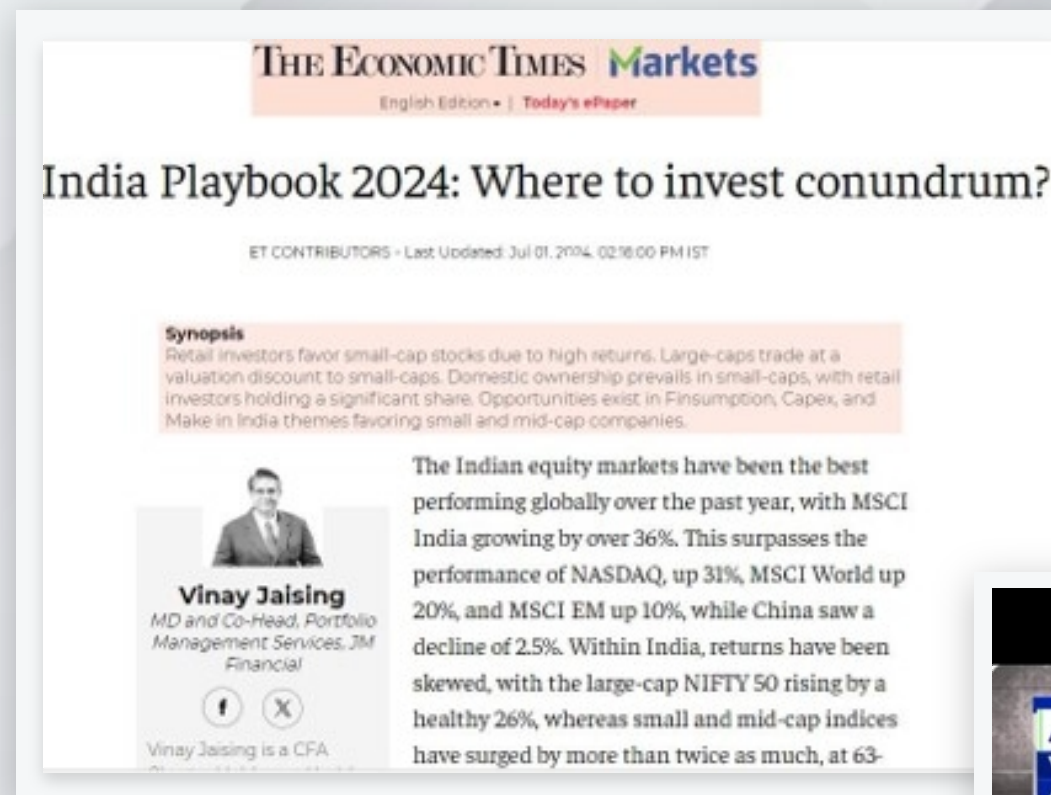 THE ECONOMIC TIMES | Markets
English Edition • | Today's ePaper
India Playbook 2024: Where to invest conundrum?
ET CONTRIBUTORS - Last Updated: Jul 01, 2024, 02:16:00 PM IST
Synopsis
Retail investors favor small-cap stocks due to high returns. Large-caps trade at a
valuation discount to small-caps. Domestic ownership prevails in small-caps, with retail
investors holding a significant share. Opportunities exist in Finsumption, Capex, and
Make in India themes favoring small and mid-cap companies.
Vinay Jaising
MD and Co-Head, Portfolio
Management Services, JM
Financial
f X
Vinay Jaising is a CFA
The Indian equity markets have been the best
performing globally over the past year, with MSCI
India growing by over 36%. This surpasses the
performance of NASDAQ, up 31%, MSCI World up
20%, and MSCI EM up 10%, while China saw a
decline of 2.5%. Within India, returns have been
skewed, with the large-cap NIFTY 50 rising by a
healthy 26%, whereas small and mid-cap indices
have surged by more than twice as much, at 63-